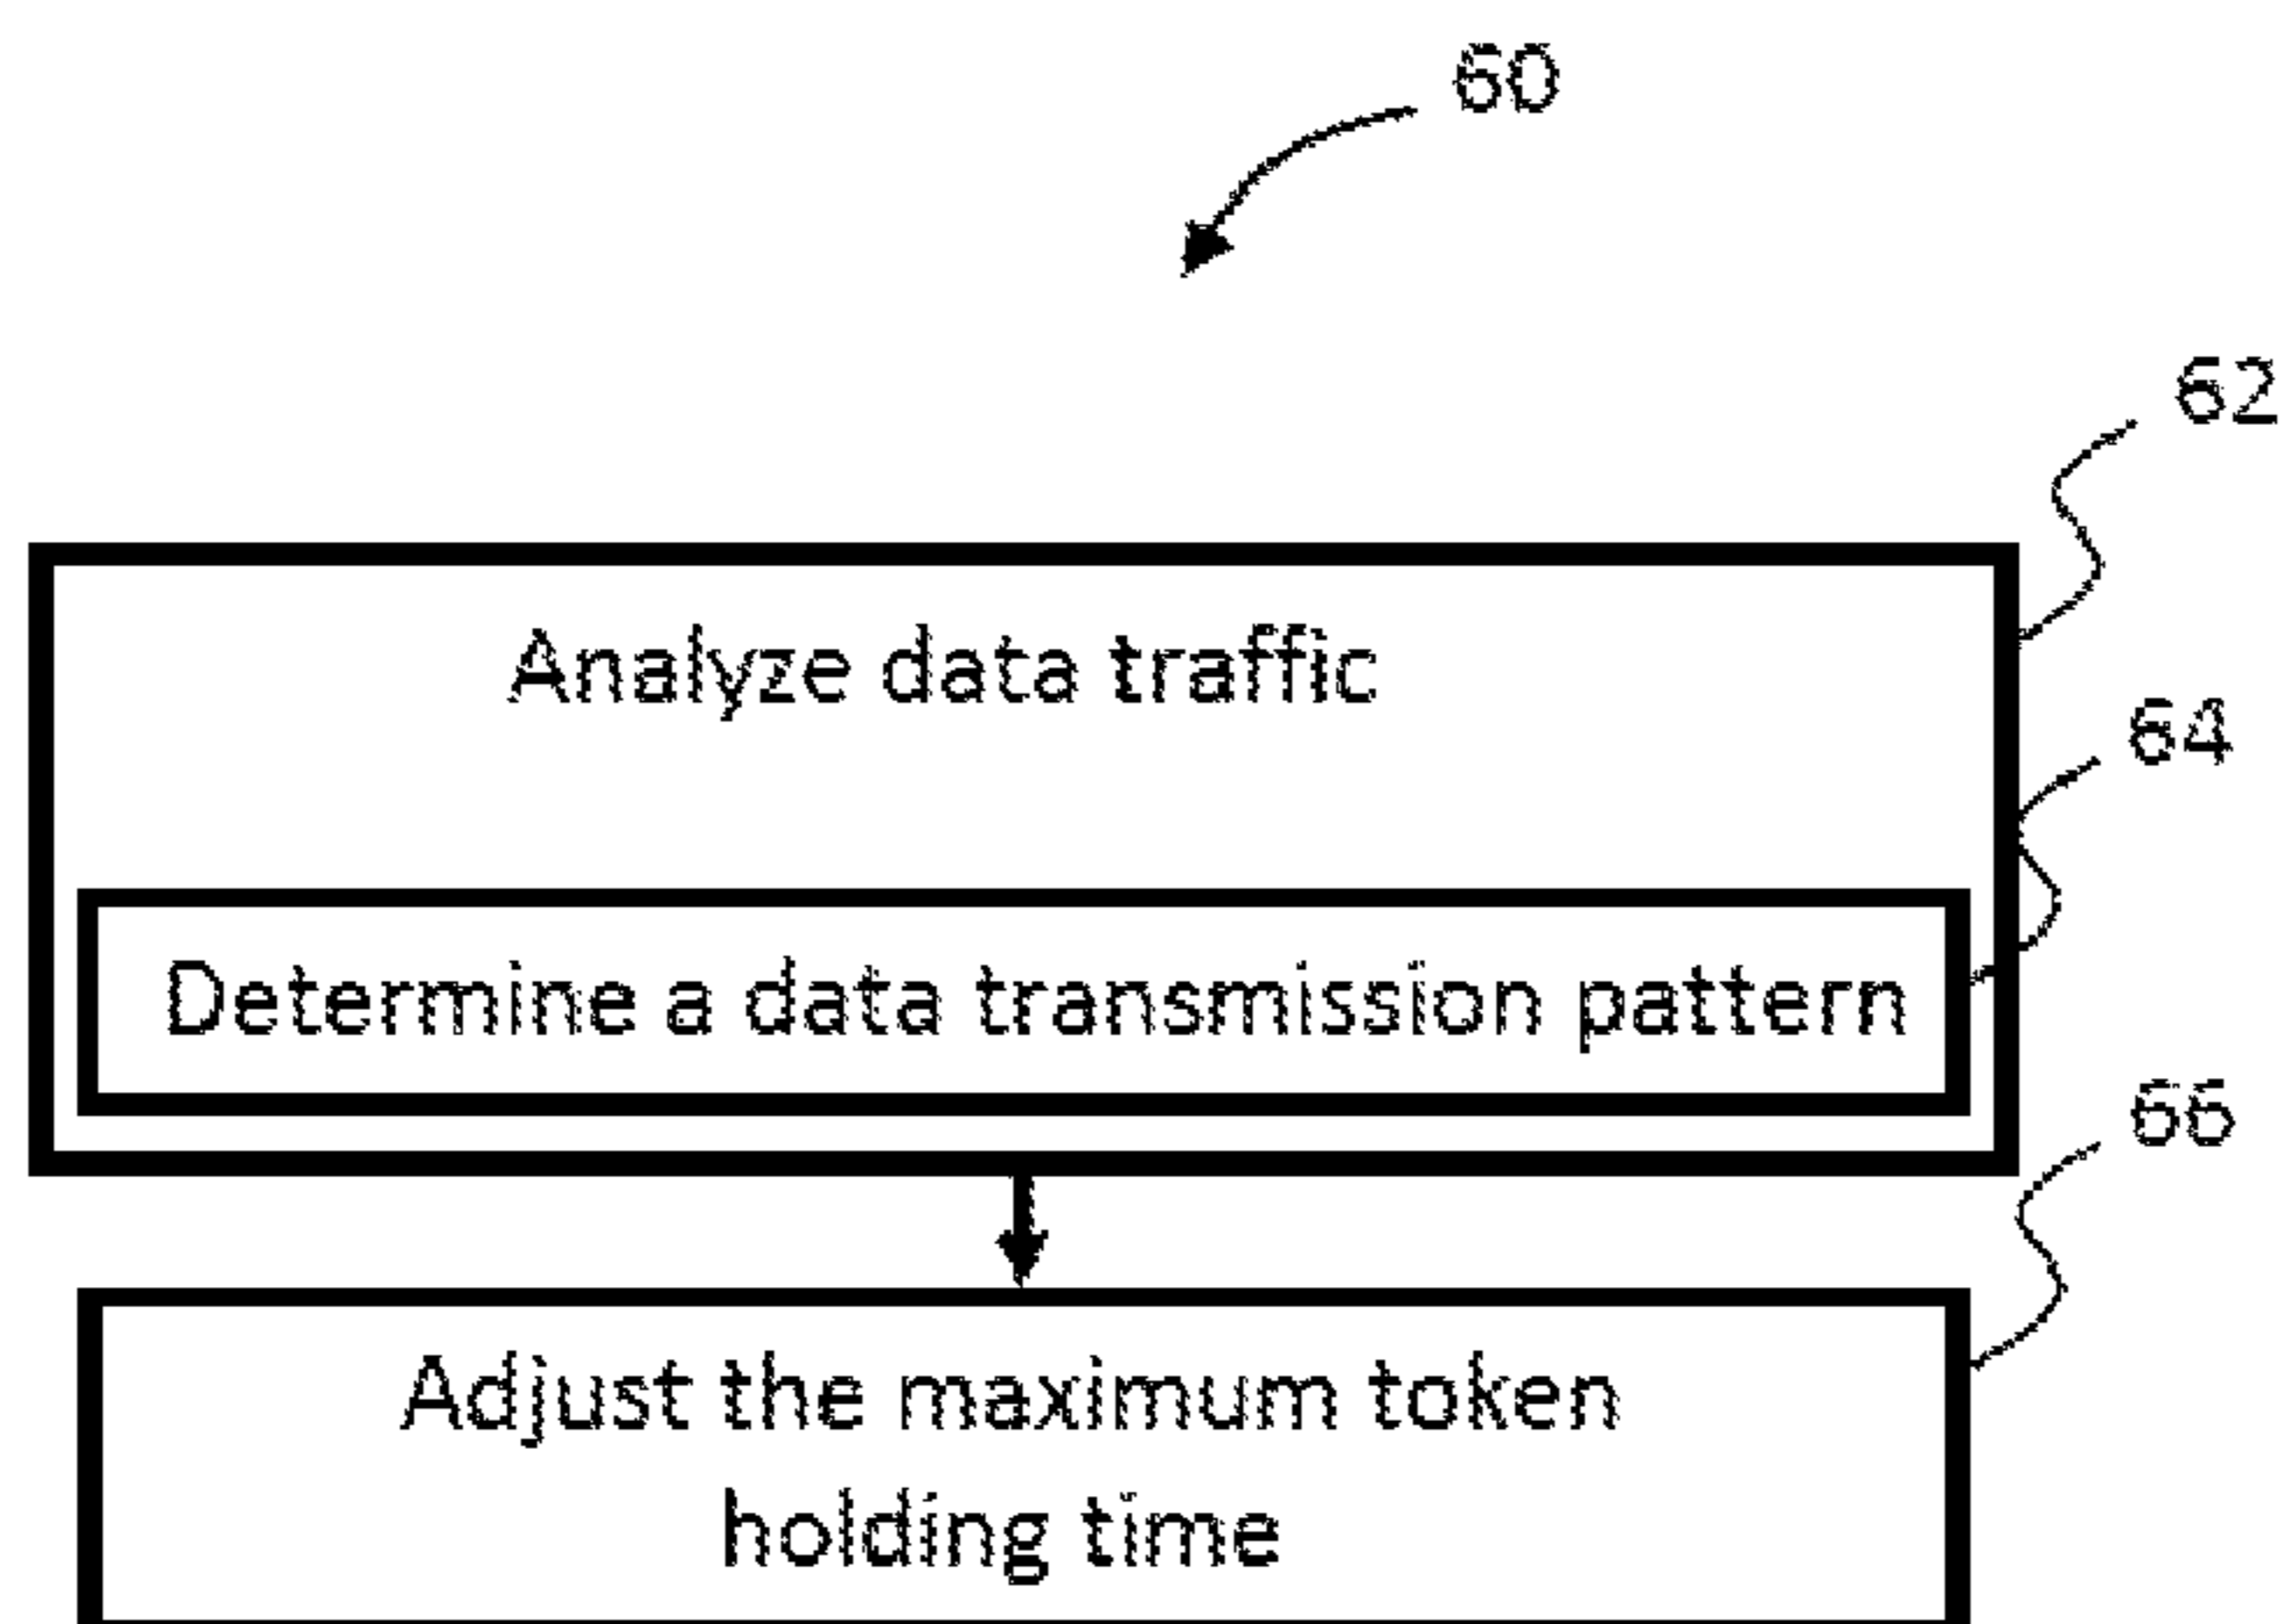 60
62
Analyze data traffic
64
Determine a data transmission pattern
66
Adjust the maximum token
holding time